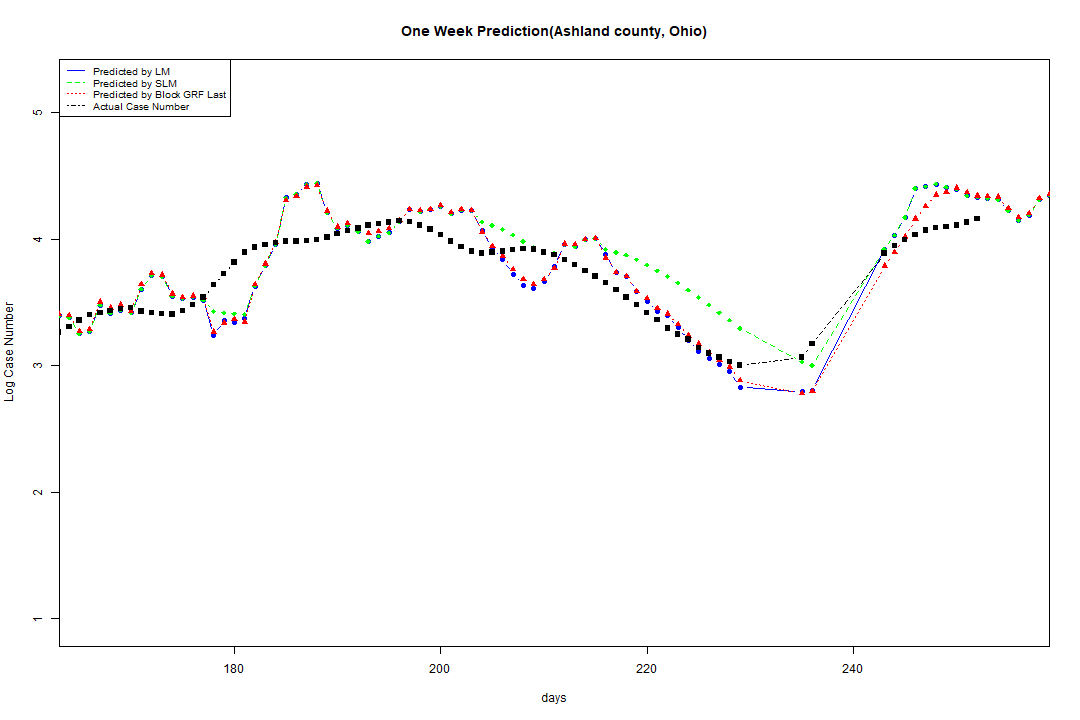 One Week Prediction(Ashland county, Ohio)
Predicted by LM
Predicted by SLM
Predicted by Block GRF Last
Actual Case Number
5
4
3
2
1
Log Case Number
180 200 220 240
days